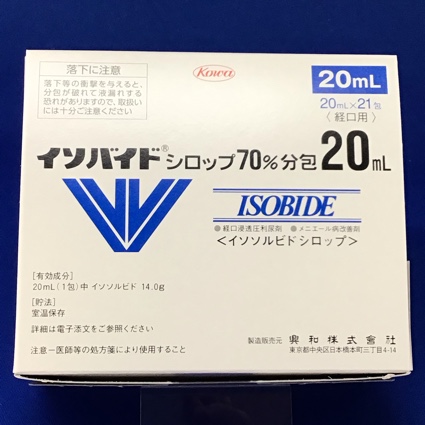 落下に注意
落下等の衝撃を与えると、
分包が破れて液漏れする
恐れがありますので、取扱い
には十分ご注意ください
Kowa
20mL
20mL×21包
〈経口用〉
イソバイド®シロップ70%分包20mL
ISOBIDE
●経口浸透圧利尿剤 ●メニエール病改善剤
<イソソルビドシロップ>
[有効成分]
20mL(1包)中 イソソルビド 14.0g
[貯法]
室温保存
詳細は電子添文をご参照ください
注意-医師等の処方箋により使用すること
製造販売元 興和株式会社
東京都中央区日本橋本町三丁目4-14